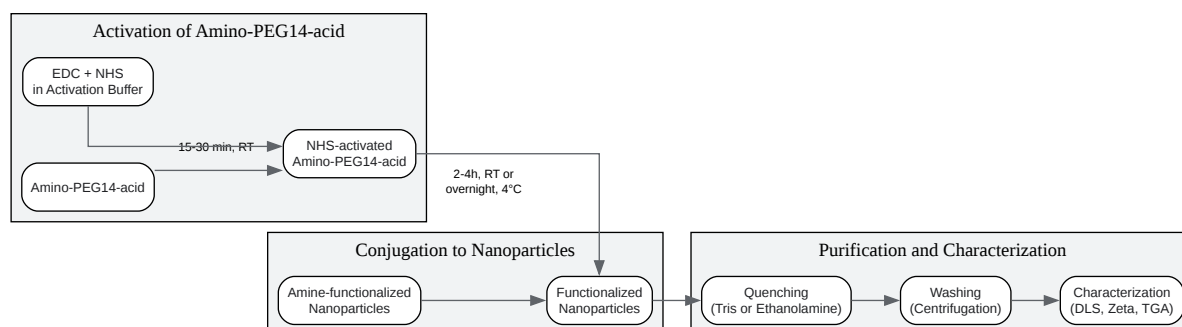 Activation of Amino-PEG14-acid
EDC + NHS
in Activation Buffer
15-30 min, RT
NHS-activated
Amino-PEG14-acid
Amino-PEG14-acid
2-4h, RT or
overnight, 4°C
Conjugation to Nanoparticles
Amine-functionalized
Nanoparticles
Functionalized
Nanoparticles
Purification and Characterization
Quenching
(Tris or Ethanolamine)
Washing
(Centrifugation)
Characterization
(DLS, Zeta, TGA)